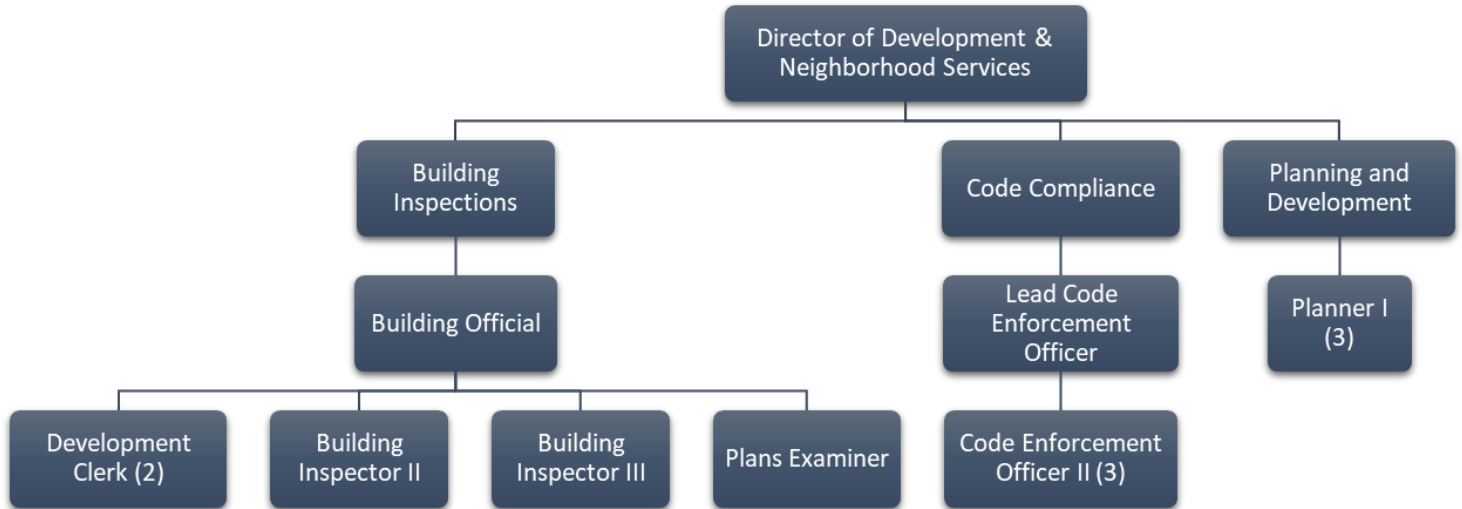 Director of Development &
Neighborhood Services
Building
Inspections
Code Compliance
Planning and
Development
Building Official
Lead Code
Enforcement
Officer
Planner I
(3)
Development
Clerk (2)
Building
Inspector II
Building
Inspector III
Plans Examiner
Code Enforcement
Officer II (3)